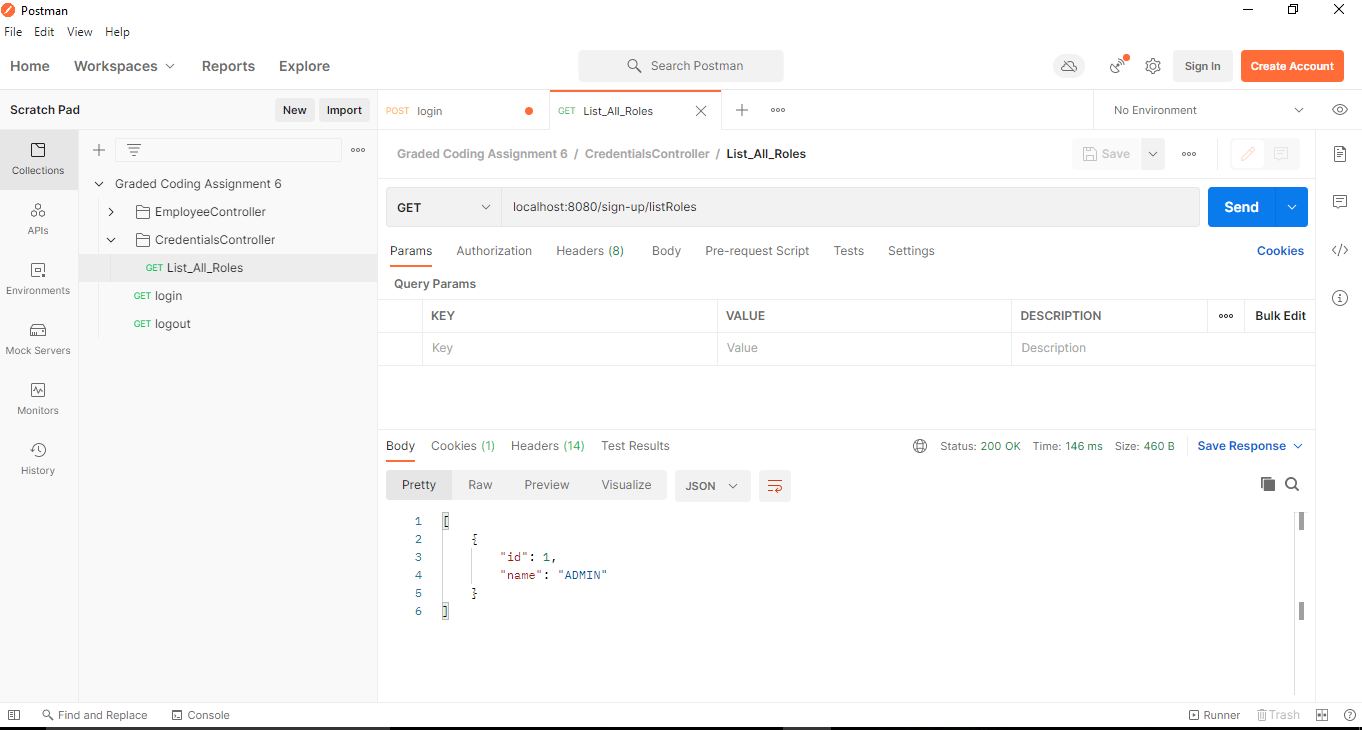 Postman
File Edit View Help
Home Workspaces Reports Explore Search Postman Sign In Create Account
Scratch Pad New Import POST login GET List_All_Roles No Environment
Graded Coding Assignment 6 / CredentialsController / List_All_Roles Save
Collections
APIs
Environments
Mock Servers
Monitors
History
Graded Coding Assignment 6
EmployeeController
CredentialsController
GET List_All_Roles
GET login
GET logout
GET localhost:8080/sign-up/listRoles Send
Params Authorization Headers (8) Body Pre-request Script Tests Settings Cookies
Query Params
KEY VALUE DESCRIPTION Bulk Edit
Key Value Description
Body Cookies (1) Headers (14) Test Results Status: 200 OK Time: 146 ms Size: 460 B Save Response
Pretty Raw Preview Visualize JSON
1 [
2 {
3 "id": 1,
4 "name": "ADMIN"
5 }
6 ]
Find and Replace Console Runner Trash